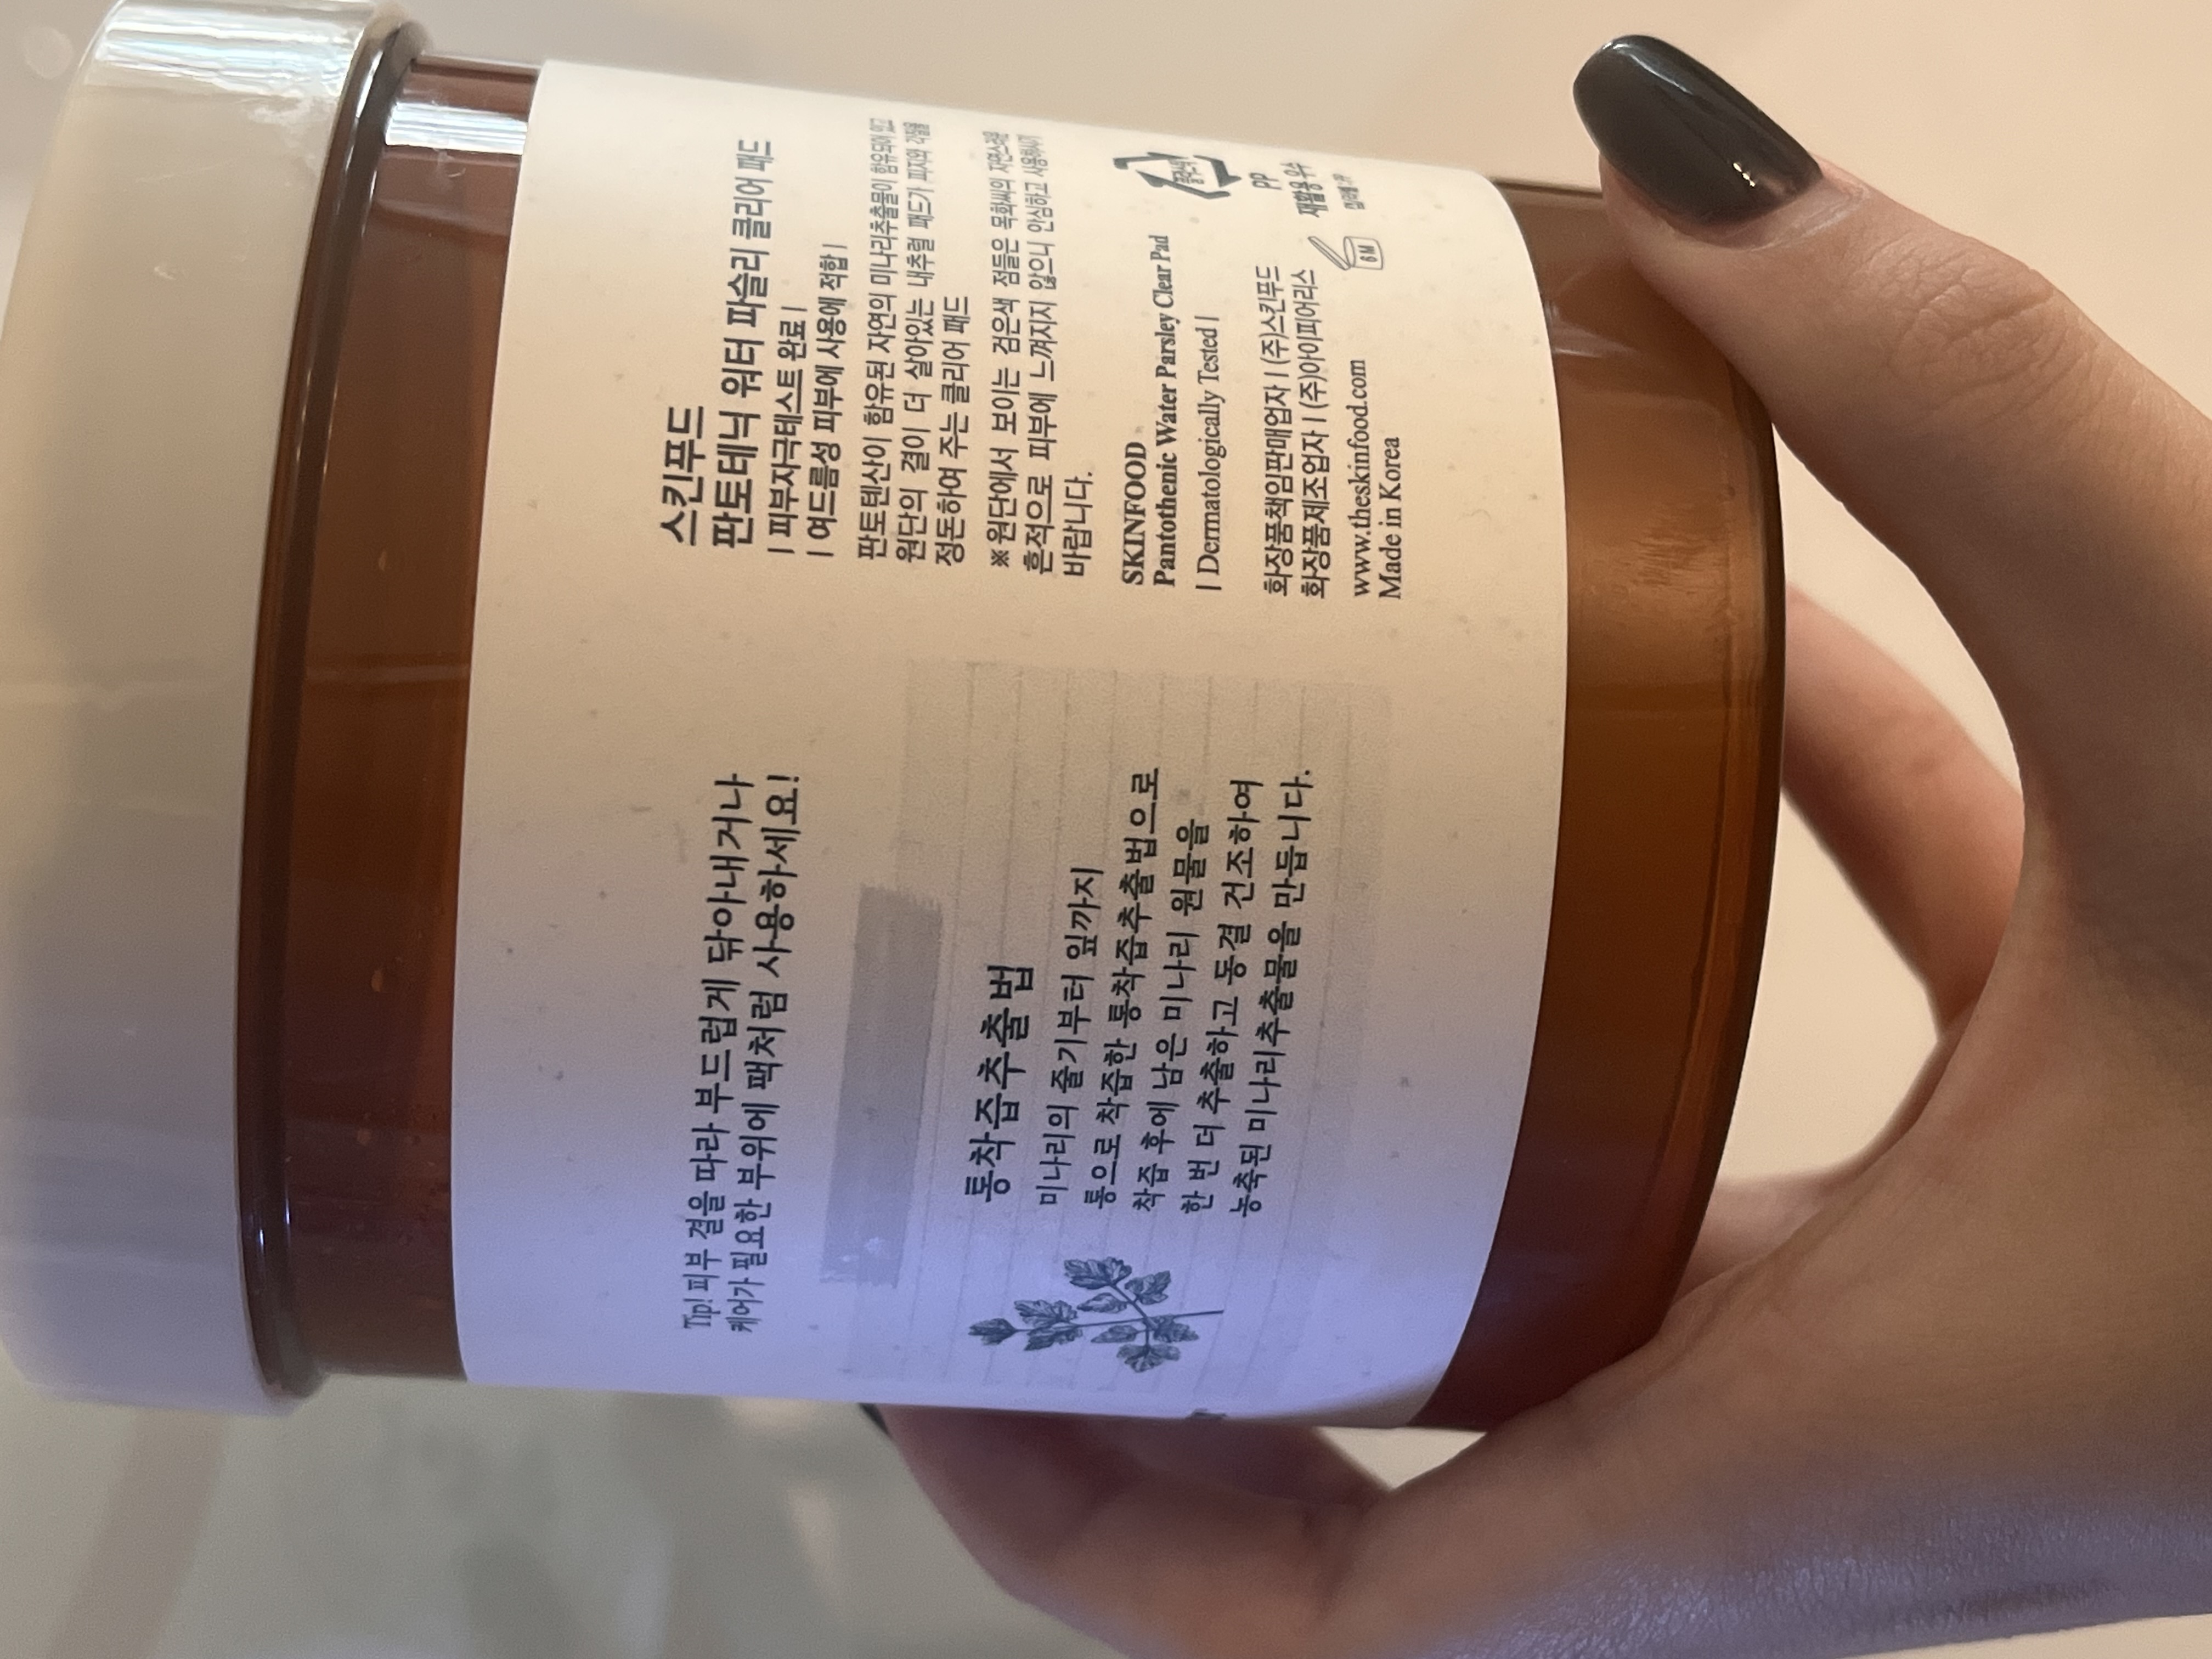 Tip! 피부 결을 따라 부드럽게 닦아내거나
케어가 필요한 부위에 팩처럼 사용하세요!
통착즙추출법
미나리의 줄기부터 잎까지
통으로 착즙한 통착즙추출법으로
착즙 후에 남은 미나리 원물을
한 번 더 추출하고 동결 건조하여
농축된 미나리추출물을 만듭니다.
스킨푸드
판토테닉 워터 파슬리 클리어 패드
| 피부자극테스트 완료 |
| 여드름성 피부에 사용에 적합 |
판토텐산이 함유된 자연의 미나리추출물이 함유되어 있고
원단의 결이 더 살아있는 내추럴 패드가 피지와 각질을
정돈하여 주는 클리어 패드
※원단에서 보이는 검은색 점들은 목화씨의 자연스러운
흔적으로 피부에 느껴지지 않으니 안심하고 사용하시기
바랍니다.
SKINFOOD
Pantothenic Water Parsley Clear Pad
| Dermatologically Tested |
화장품책임판매업자 | (주)스킨푸드
화장품제조업자 | (주)아이피어리스
www.theskinfood.com
Made in Korea
6M
플라스틱
PP
재활용 우수